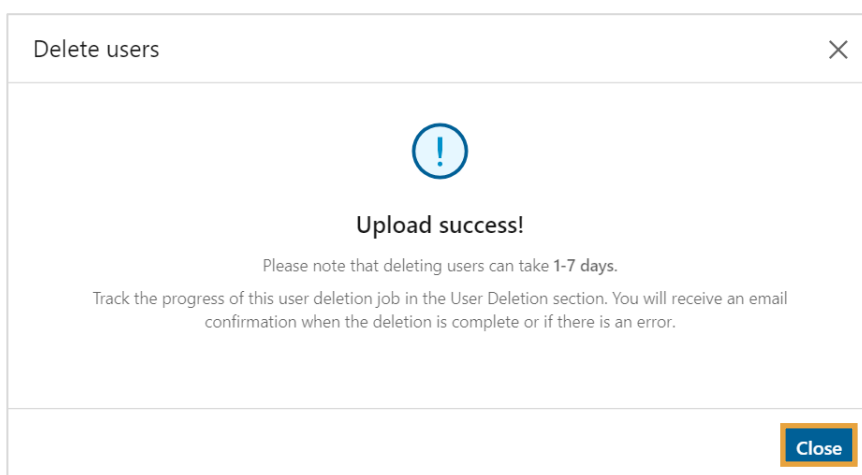 Delete users
Upload success!
Please note that deleting users can take 1-7 days.
Track the progress of this user deletion job in the User Deletion section. You will receive an email
confirmation when the deletion is complete or if there is an error.
Close